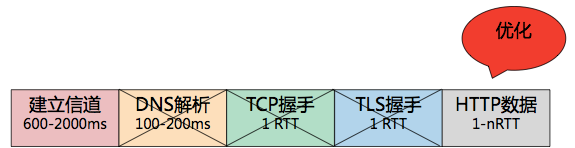 优化
建立信道
600-2000ms
DNS解析
100-200ms
TCP握手
1 RTT
TLS握手
1 RTT
HTTP数据
1-nRTT